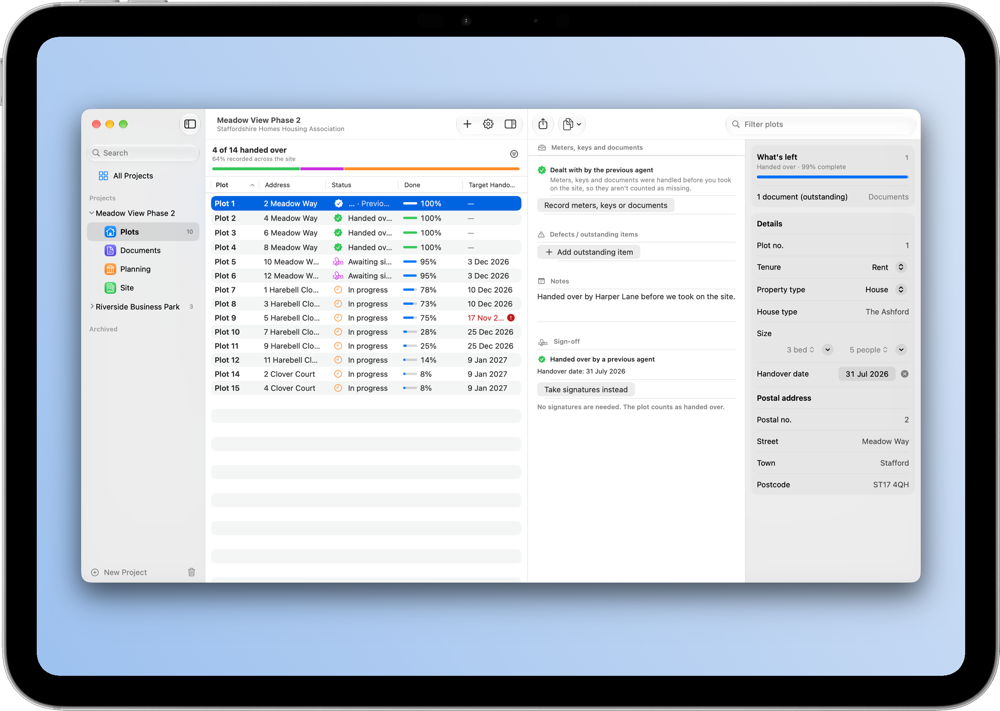 Search
All Projects
Projects
Meadow View Phase 2
Plots 10
Documents
Planning
Site
Riverside Business Park 3
Archived
New Project
Meadow View Phase 2
Staffordshire Homes Housing Association
4 of 14 handed over
64% recorded across the site
Plot Address Status Done Target Hando...
Plot 1 2 Meadow Way ... · Previo... 100% —
Plot 2 4 Meadow Way Handed ov... 100% —
Plot 3 6 Meadow Way Handed ov... 100% —
Plot 4 8 Meadow Way Handed ov... 100% —
Plot 5 10 Meadow W... Awaiting si... 95% 3 Dec 2026
Plot 6 12 Meadow W... Awaiting si... 95% 3 Dec 2026
Plot 7 1 Harebell Clo... In progress 78% 10 Dec 2026
Plot 8 3 Harebell Clo... In progress 73% 10 Dec 2026
Plot 9 5 Harebell Clo... In progress 75% 17 Nov 2...
Plot 10 7 Harebell Clo... In progress 28% 25 Dec 2026
Plot 11 9 Harebell Clo... In progress 25% 25 Dec 2026
Plot 12 11 Harebell Cl... In progress 14% 9 Jan 2027
Plot 14 2 Clover Court In progress 8% 9 Jan 2027
Plot 15 4 Clover Court In progress 8% 9 Jan 2027
Filter plots
Meters, keys and documents
Dealt with by the previous agent
Meters, keys and documents were handled before you took
on the site, so they aren't counted as missing.
Record meters, keys or documents
Defects / outstanding items
+ Add outstanding item
Notes
Handed over by Harper Lane before we took on the site.
Sign-off
Handed over by a previous agent
Handover date: 31 July 2026
Take signatures instead
No signatures are needed. The plot counts as handed over.
What's left 1
Handed over · 99% complete
1 document (outstanding) Documents
Details
Plot no. 1
Tenure Rent
Property type House
House type The Ashford
Size
3 bed 5 people
Handover date 31 Jul 2026
Postal address
Postal no. 2
Street Meadow Way
Town Stafford
Postcode ST17 4QH